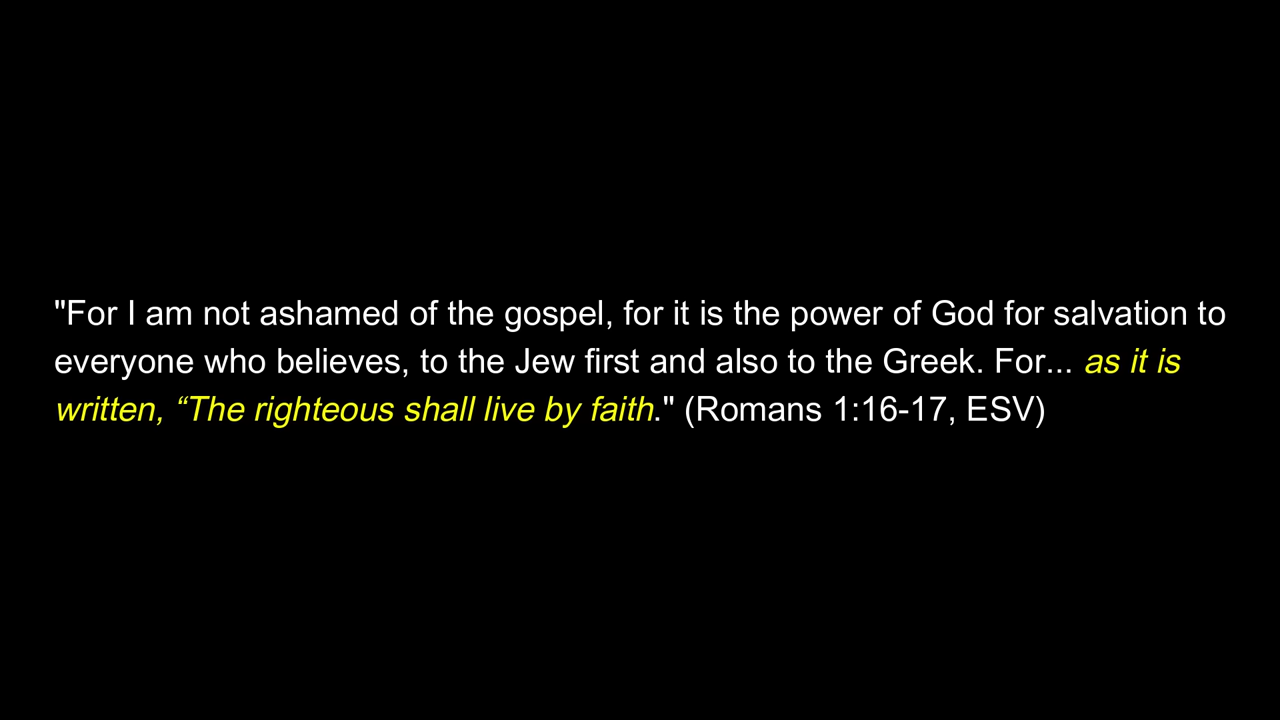 "For I am not ashamed of the gospel, for it is the power of God for salvation to
everyone who believes, to the Jew first and also to the Greek. For... as it is
written, “The righteous shall live by faith." (Romans 1:16-17, ESV)